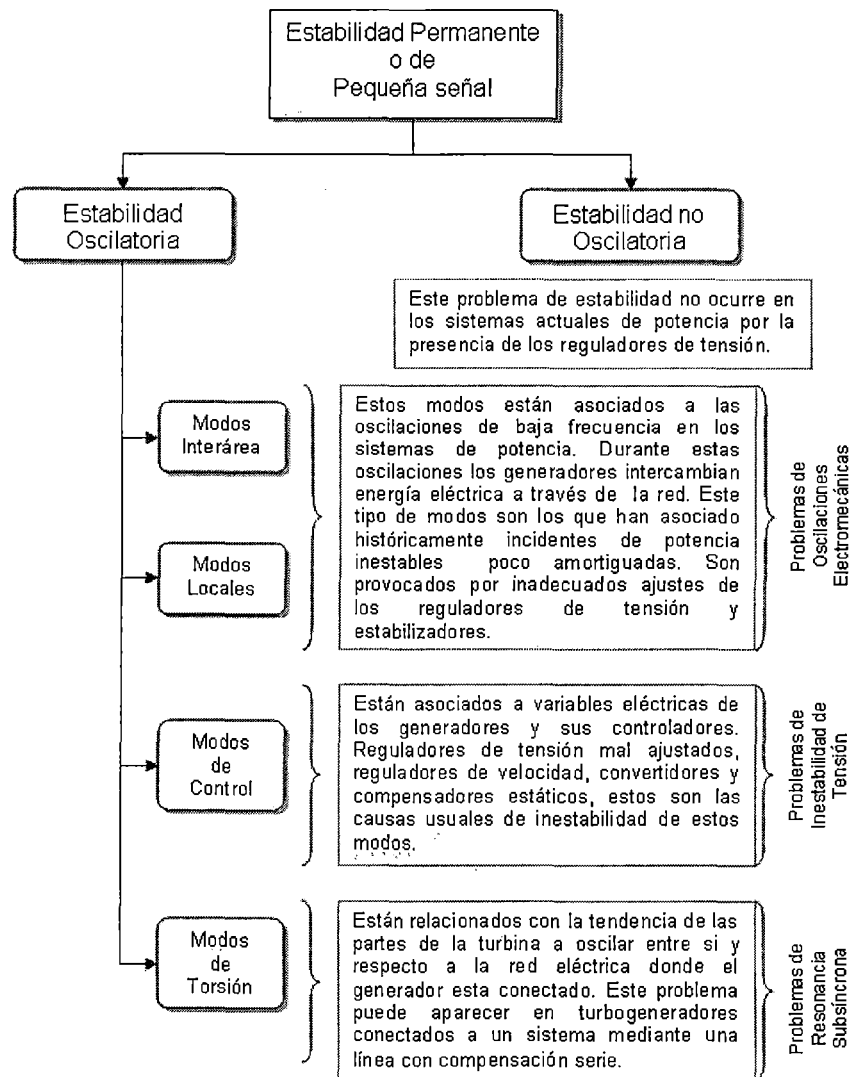 Estabilidad Permanente
o de
Pequeña señal
Estabilidad
Oscilatoria
Estabilidad no
Oscilatoria
Este problema de estabilidad no ocurre en
los sistemas actuales de potencia por la
presencia de los reguladores de tensión.
Modos
Interárea
Modos
Locales
Estos modos están asociados a las
oscilaciones de baja frecuencia en los
sistemas de potencia. Durante estas
oscilaciones los generadores intercambian
energía eléctrica a través de la red. Este
tipo de modos son los que han asociado
históricamente incidentes de potencia
inestables poco amortiguadas. Son
provocados por inadecuados ajustes de
los reguladores de tensión y
estabilizadores.
Problemas de
Oscilaciones
Electromecánicas
Modos
de
Control
Están asociados a variables eléctricas de
los generadores y sus controladores.
Reguladores de tensión mal ajustados,
reguladores de velocidad, convertidores y
compensadores estáticos, estos son las
causas usuales de inestabilidad de estos
modos.
Problemas de
Inestabilidad de
Tensión
Modos
de
Torsión
Están relacionados con la tendencia de las
partes de la turbina a oscilar entre si y
respecto a la red eléctrica donde el
generador esta conectado. Este problema
puede aparecer en turbogeneradores
conectados a un sistema mediante una
línea con compensación serie.
Problemas de
Resonancia
Subsíncrona